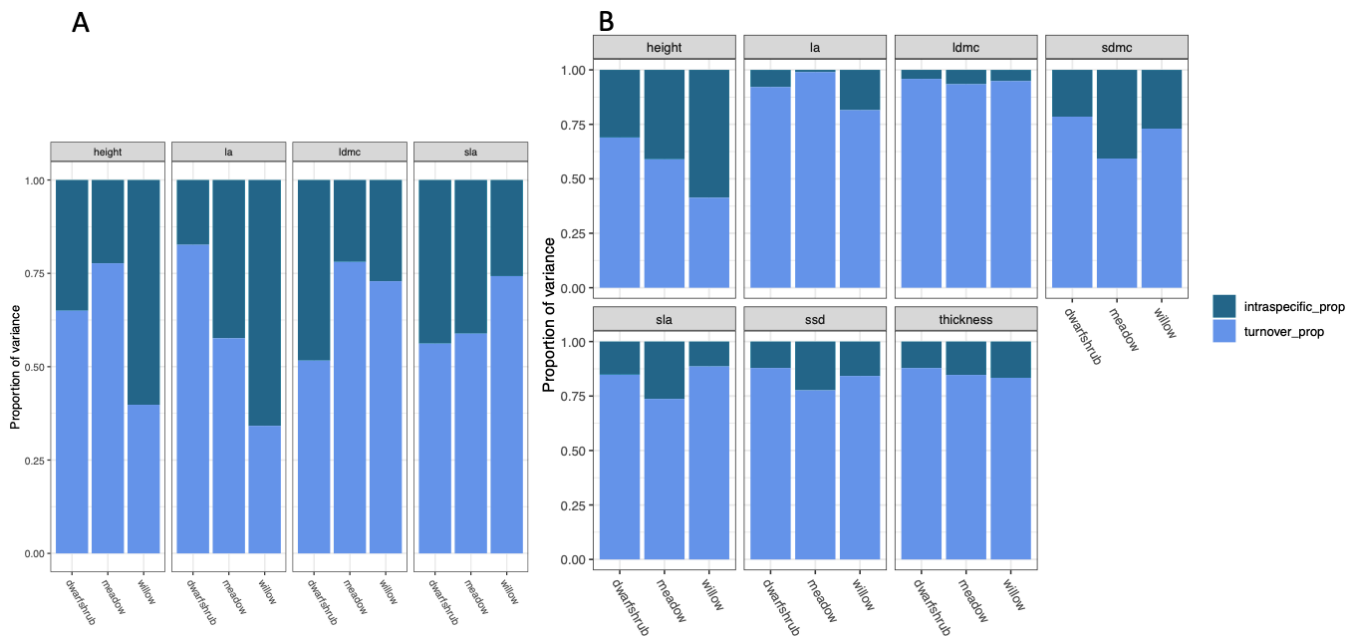 A
B
Proportion of variance
height
la
ldmc
sla
1.00
0.75
0.50
0.25
0.00
dwarfshrub
meadow
willow
dwarfshrub
meadow
willow
dwarfshrub
meadow
willow
dwarfshrub
meadow
willow
Proportion of variance
height
la
ldmc
sdmc
1.00
0.75
0.50
0.25
0.00
dwarfshrub
meadow
willow
sla
ssd
thickness
1.00
0.75
0.50
0.25
0.00
dwarfshrub
meadow
willow
dwarfshrub
meadow
willow
dwarfshrub
meadow
willow
intraspecific_prop
turnover_prop